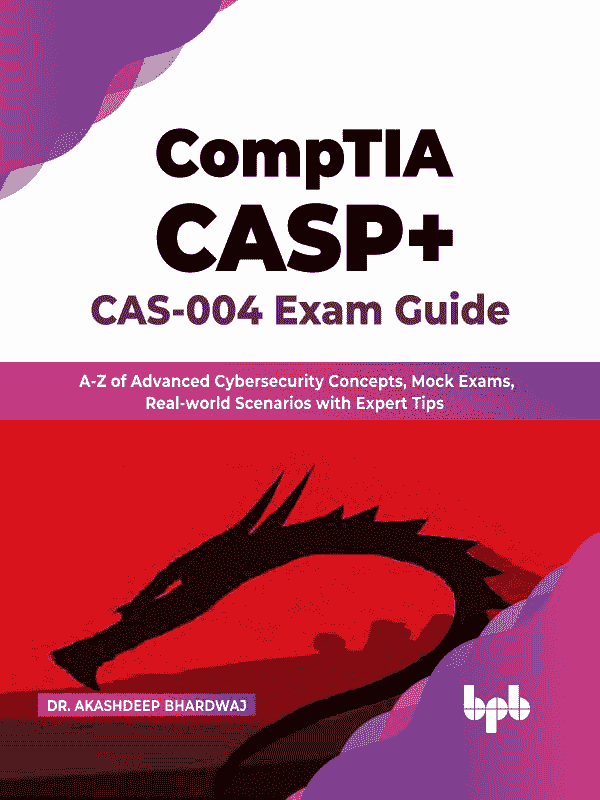 CompTIA
CASP+
CAS-004 Exam Guide
A-Z of Advanced Cybersecurity Concepts, Mock Exams,
Real-world Scenarios with Expert Tips
DR. AKASHDEEP BHARDWAJ
bpb